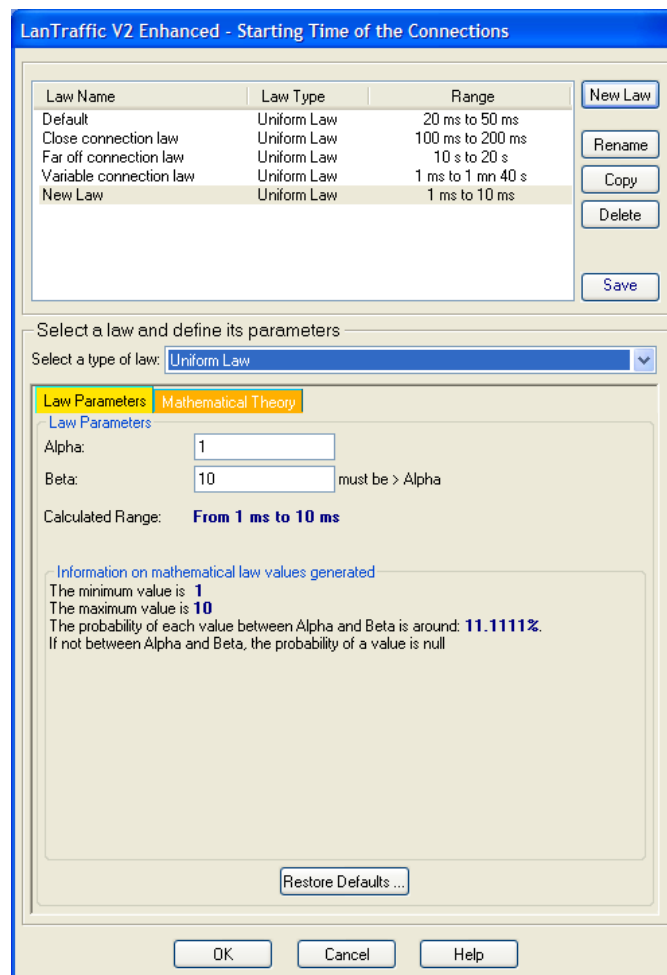 LanTraffic V2 Enhanced - Starting Time of the Connections
Law Name Law Type Range
Default Uniform Law 20 ms to 50 ms
Close connection law Uniform Law 100 ms to 200 ms
Far off connection law Uniform Law 10 s to 20 s
Variable connection law Uniform Law 1 ms to 1 mn 40 s
New Law Uniform Law 1 ms to 10 ms
New Law
Rename
Copy
Delete
Save
Select a law and define its parameters
Select a type of law: Uniform Law
Law Parameters Mathematical Theory
Law Parameters
Alpha: 1
Beta: 10 must be > Alpha
Calculated Range: From 1 ms to 10 ms
Information on mathematical law values generated
The minimum value is 1
The maximum value is 10
The probability of each value between Alpha and Beta is around: 11.1111%.
If not between Alpha and Beta, the probability of a value is null
Restore Defaults ...
OK Cancel Help